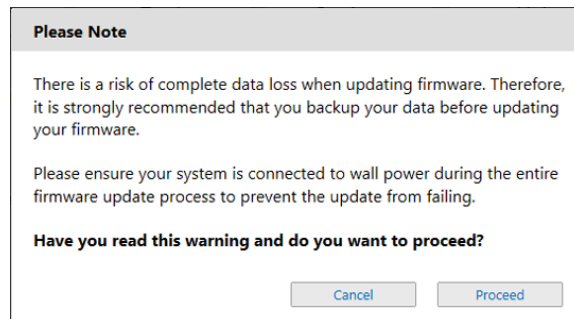 Please Note
There is a risk of complete data loss when updating firmware. Therefore,
it is strongly recommended that you backup your data before updating
your firmware.
Please ensure your system is connected to wall power during the entire
firmware update process to prevent the update from failing.
Have you read this warning and do you want to proceed?
Cancel
Proceed